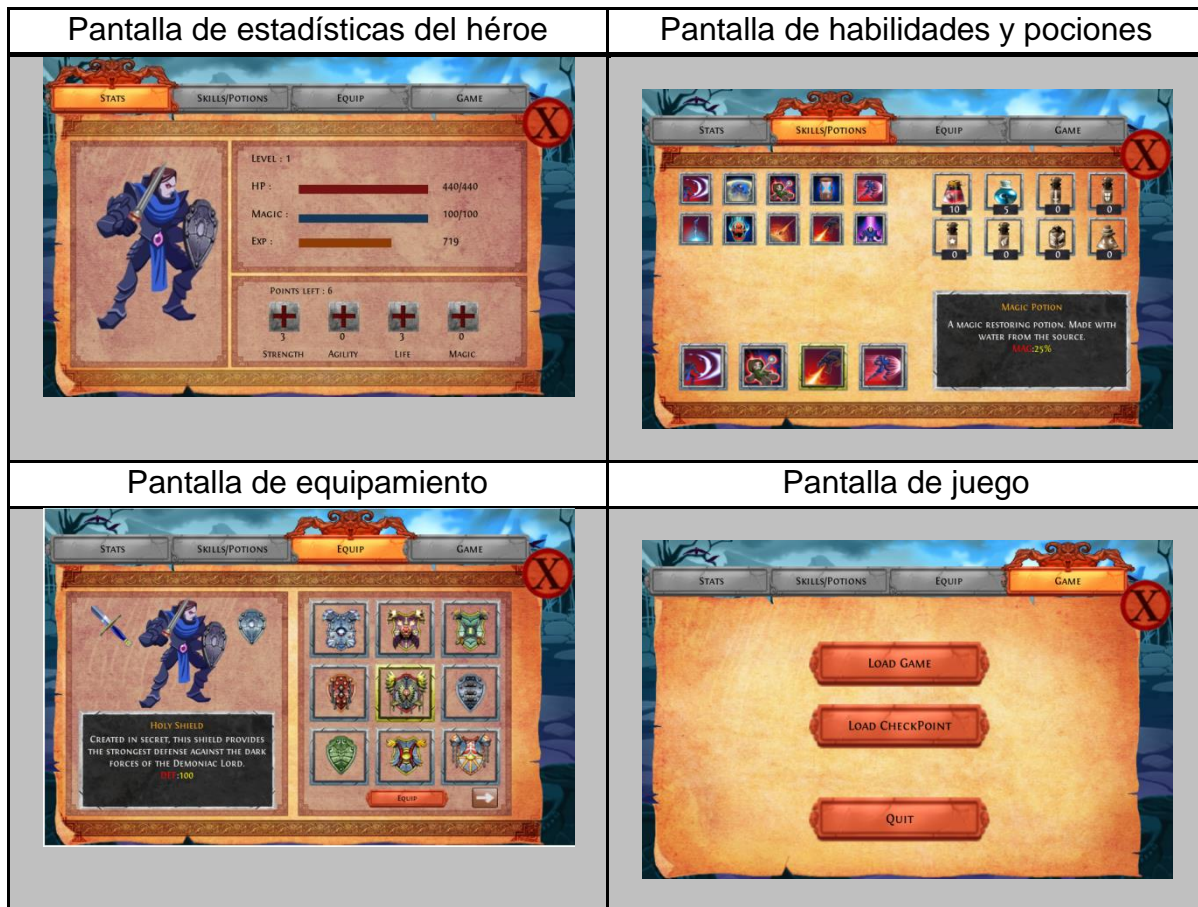 Pantalla de estadísticas del héroe
Pantalla de habilidades y pociones
STATS
SKILLS/POTIONS
EQUIP
GAME
X
LEVEL : 1
HP :
440/440
MAGIC :
100/100
EXP :
719
POINTS LEFT : 6
3
0
3
0
STRENGTH
AGILITY
LIFE
MAGIC
STATS
SKILLS/POTIONS
EQUIP
GAME
X
10
5
0
0
0
0
0
0
MAGIC POTION
A MAGIC RESTORING POTION. MADE WITH
WATER FROM THE SOURCE.
MAG:25%
Pantalla de equipamiento
Pantalla de juego
STATS
SKILLS/POTIONS
EQUIP
GAME
X
HOLY SHIELD
CREATED IN SECRET, THIS SHIELD PROVIDES
THE STRONGEST DEFENSE AGAINST THE DARK
FORCES OF THE DEMONIAC LORD.
DEF:100
EQUIP
STATS
SKILLS/POTIONS
EQUIP
GAME
X
LOAD GAME
LOAD CHECKPOINT
QUIT